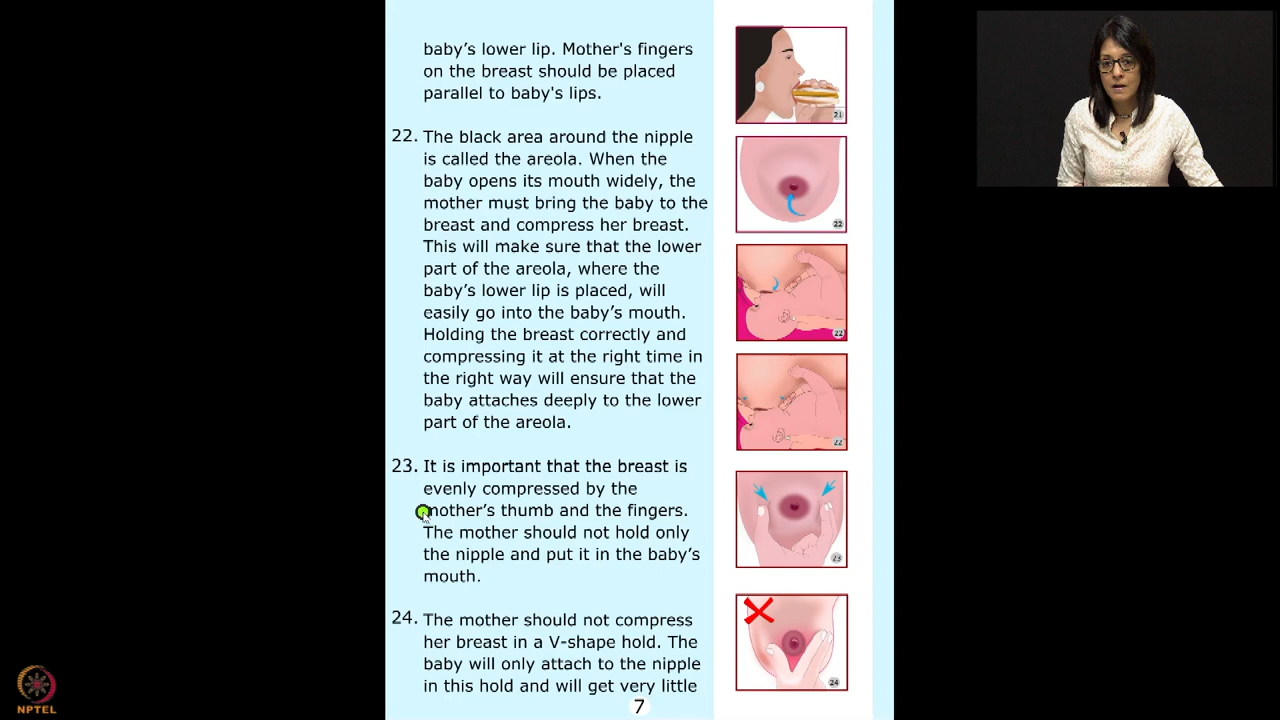 baby's lower lip. Mother's fingers
on the breast should be placed
parallel to baby's lips.
22. The black area around the nipple
is called the areola. When the
baby opens its mouth widely, the
mother must bring the baby to the
breast and compress her breast.
This will make sure that the lower
part of the areola, where the
baby's lower lip is placed, will
easily go into the baby's mouth.
Holding the breast correctly and
compressing it at the right time in
the right way will ensure that the
baby attaches deeply to the lower
part of the areola.
23. It is important that the breast is
evenly compressed by the
mother's thumb and the fingers.
The mother should not hold only
the nipple and put it in the baby's
mouth.
24. The mother should not compress
her breast in a V-shape hold. The
baby will only attach to the nipple
in this hold and will get very little
7
21
22
22
22
23
24
NPTEL